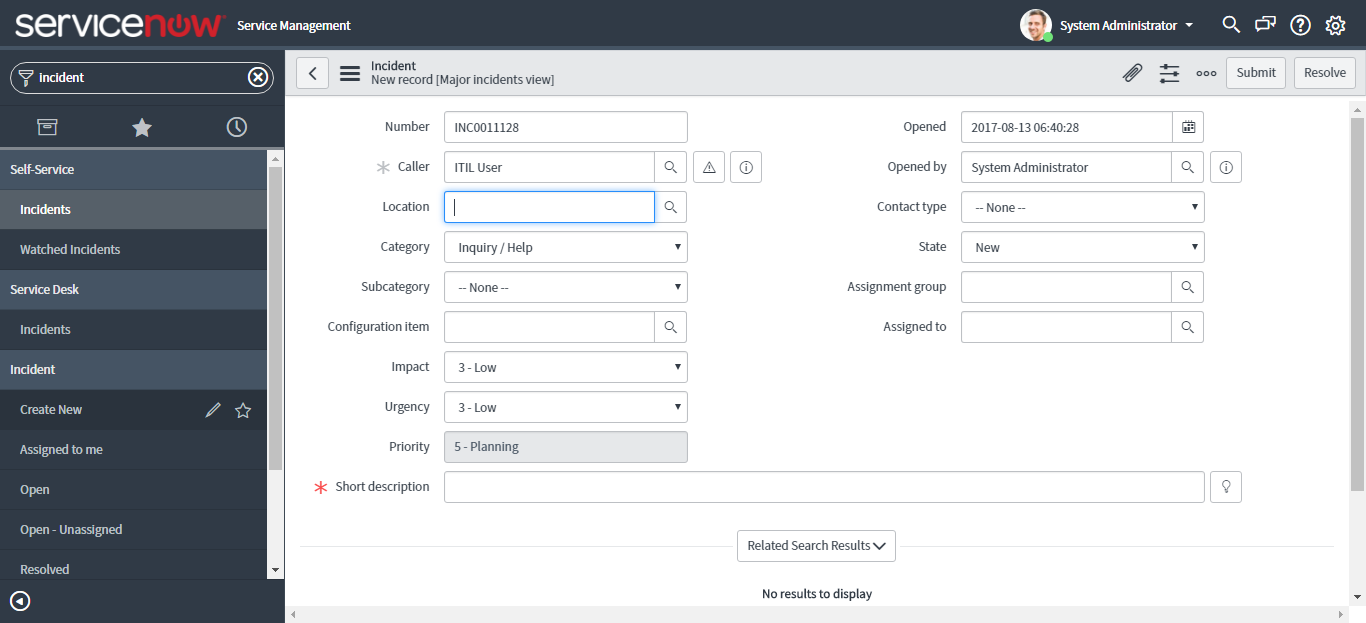 servicenow Service Management
System Administrator
incident
Self-Service
Incidents
Watched Incidents
Service Desk
Incidents
Incident
Create New
Assigned to me
Open
Open - Unassigned
Resolved
Incident
New record [Major incidents view]
Submit
Resolve
Number INC0011128
Caller ITIL User
Location
Category Inquiry / Help
Subcategory -- None --
Configuration item
Impact 3 - Low
Urgency 3 - Low
Priority 5 - Planning
Opened 2017-08-13 06:40:28
Opened by System Administrator
Contact type -- None --
State New
Assignment group
Assigned to
Short description
Related Search Results
No results to display